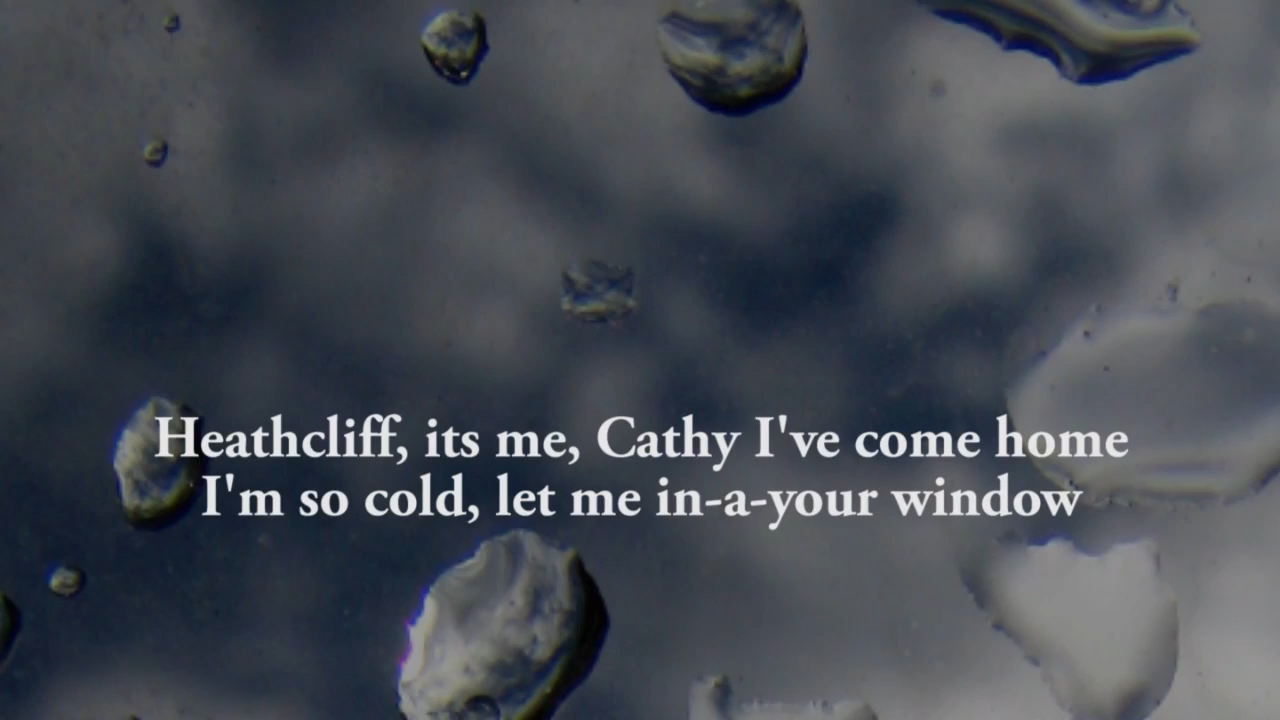 Heathcliff, its me, Cathy I've come home
I'm so cold, let me in-a-your window